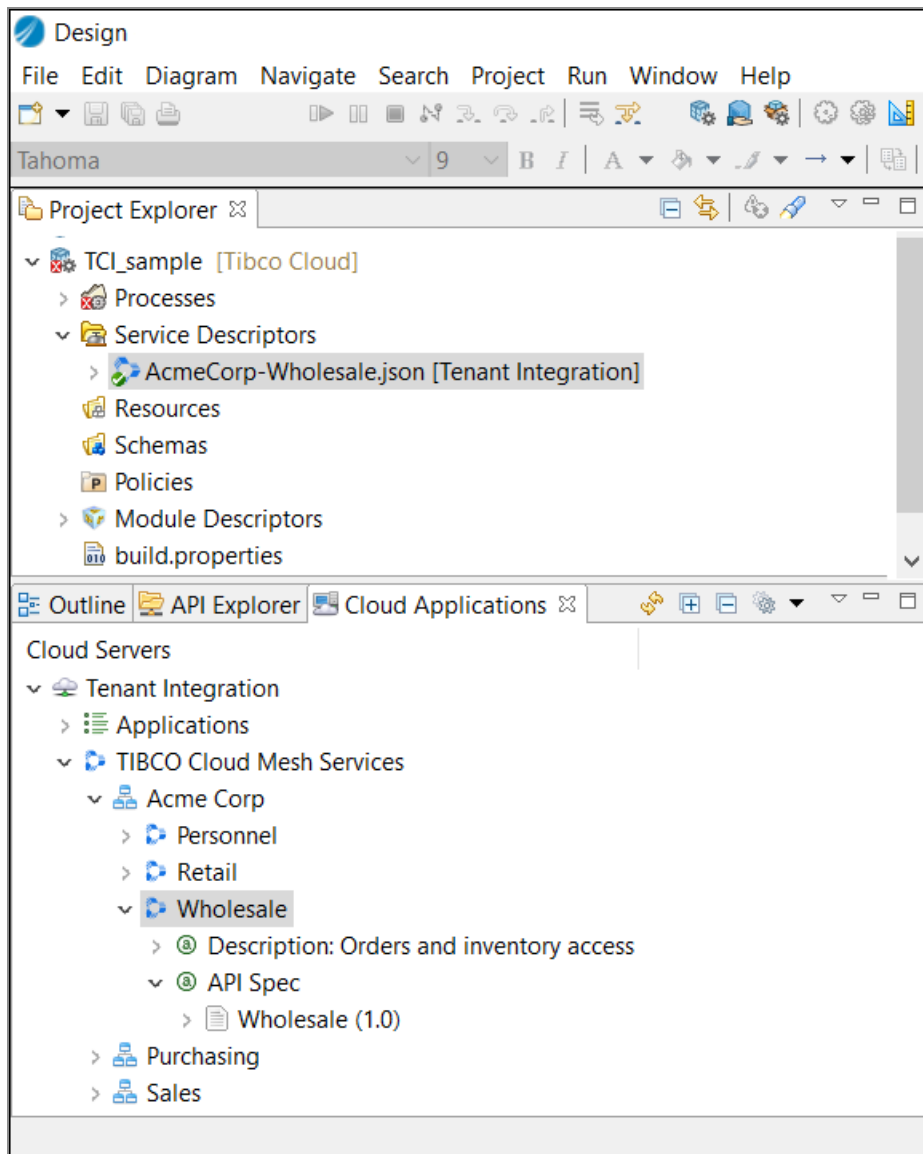 Design
File Edit Diagram Navigate Search Project Run Window Help
Tahoma 9 B I A
Project Explorer
TCI_sample [Tibco Cloud]
Processes
Service Descriptors
AcmeCorp-Wholesale.json [Tenant Integration]
Resources
Schemas
P Policies
Module Descriptors
010 build.properties
Outline API Explorer Cloud Applications
Cloud Servers
Tenant Integration
Applications
TIBCO Cloud Mesh Services
Acme Corp
Personnel
Retail
Wholesale
a Description: Orders and inventory access
a API Spec
Wholesale (1.0)
Purchasing
Sales